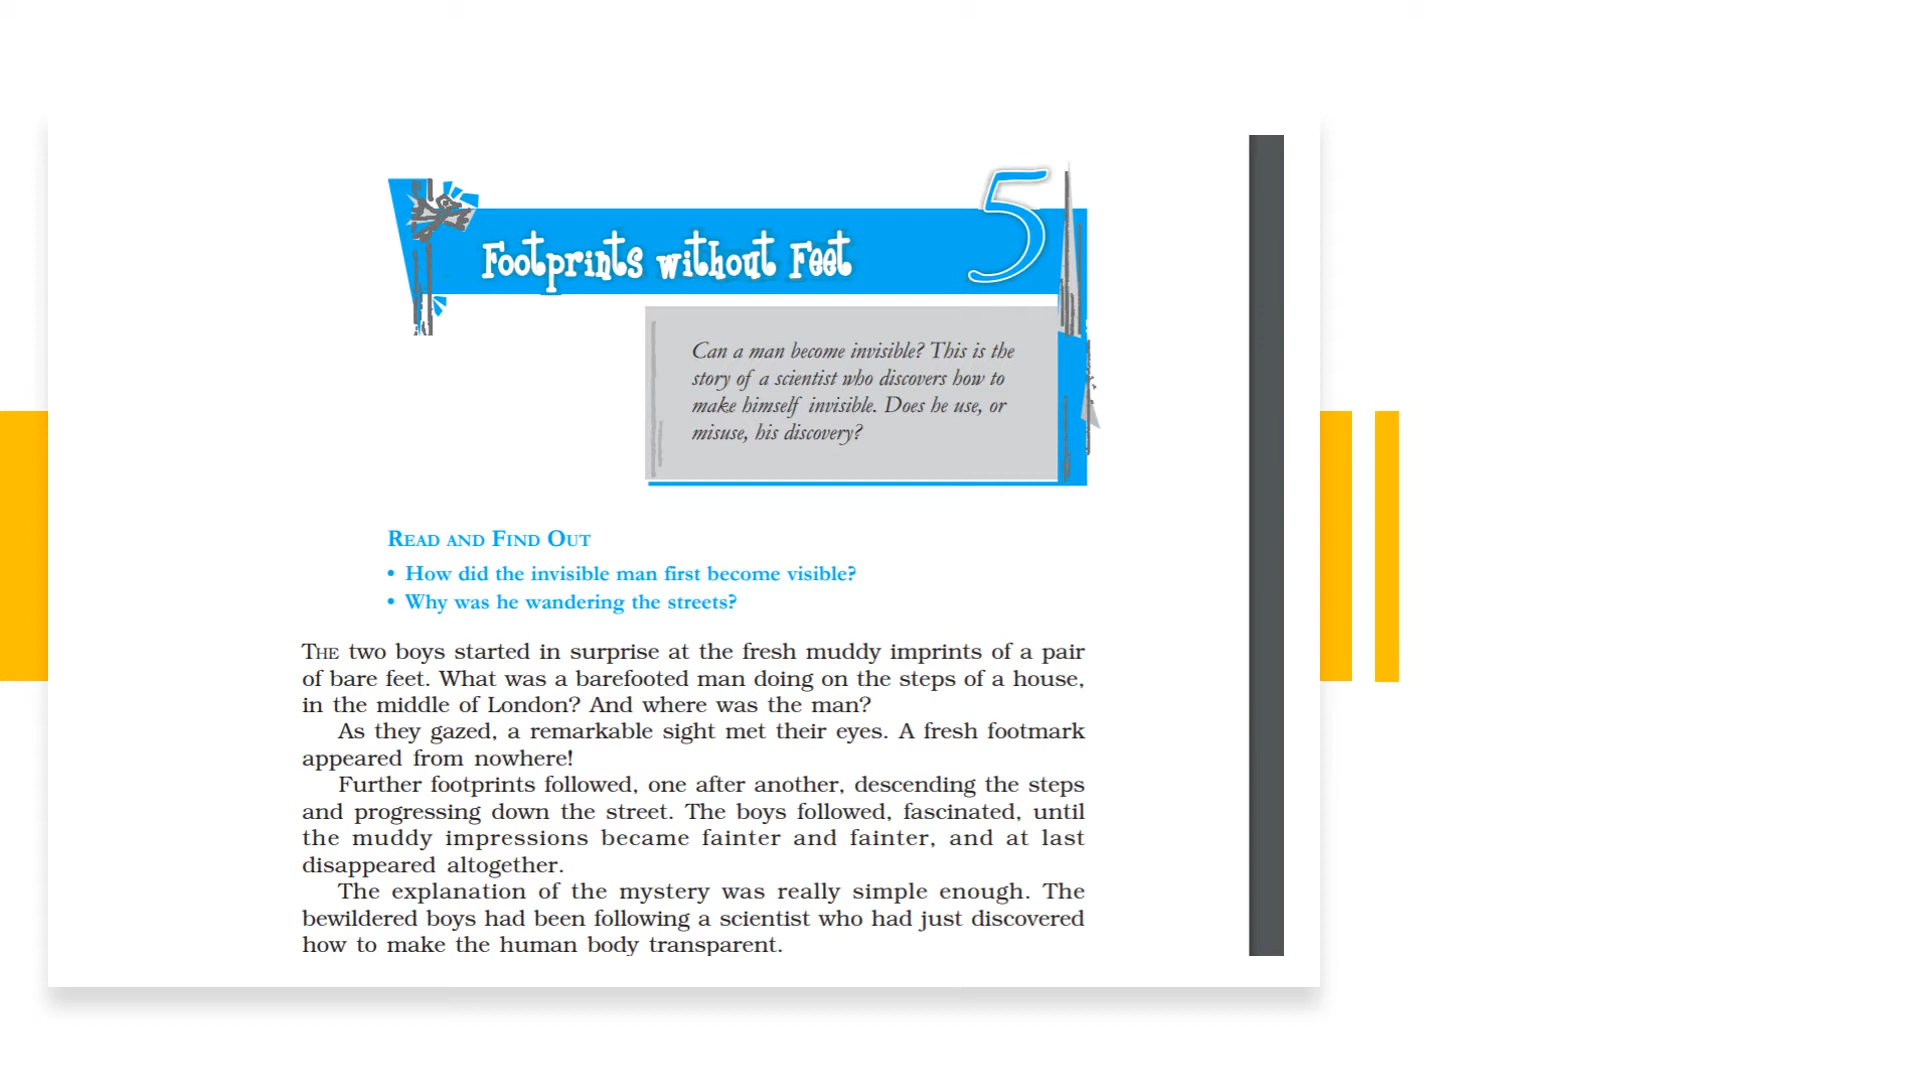 5
Footprints without Feet
Can a man become invisible? This is the
story of a scientist who discovers how to
make himself invisible. Does he use, or
misuse, his discovery?
READ AND FIND OUT
• How did the invisible man first become visible?
• Why was he wandering the streets?
THE two boys started in surprise at the fresh muddy imprints of a pair
of bare feet. What was a barefooted man doing on the steps of a house,
in the middle of London? And where was the man?
As they gazed, a remarkable sight met their eyes. A fresh footmark
appeared from nowhere!
Further footprints followed, one after another, descending the steps
and progressing down the street. The boys followed, fascinated, until
the muddy impressions became fainter and fainter, and at last
disappeared altogether.
The explanation of the mystery was really simple enough. The
bewildered boys had been following a scientist who had just discovered
how to make the human body transparent.